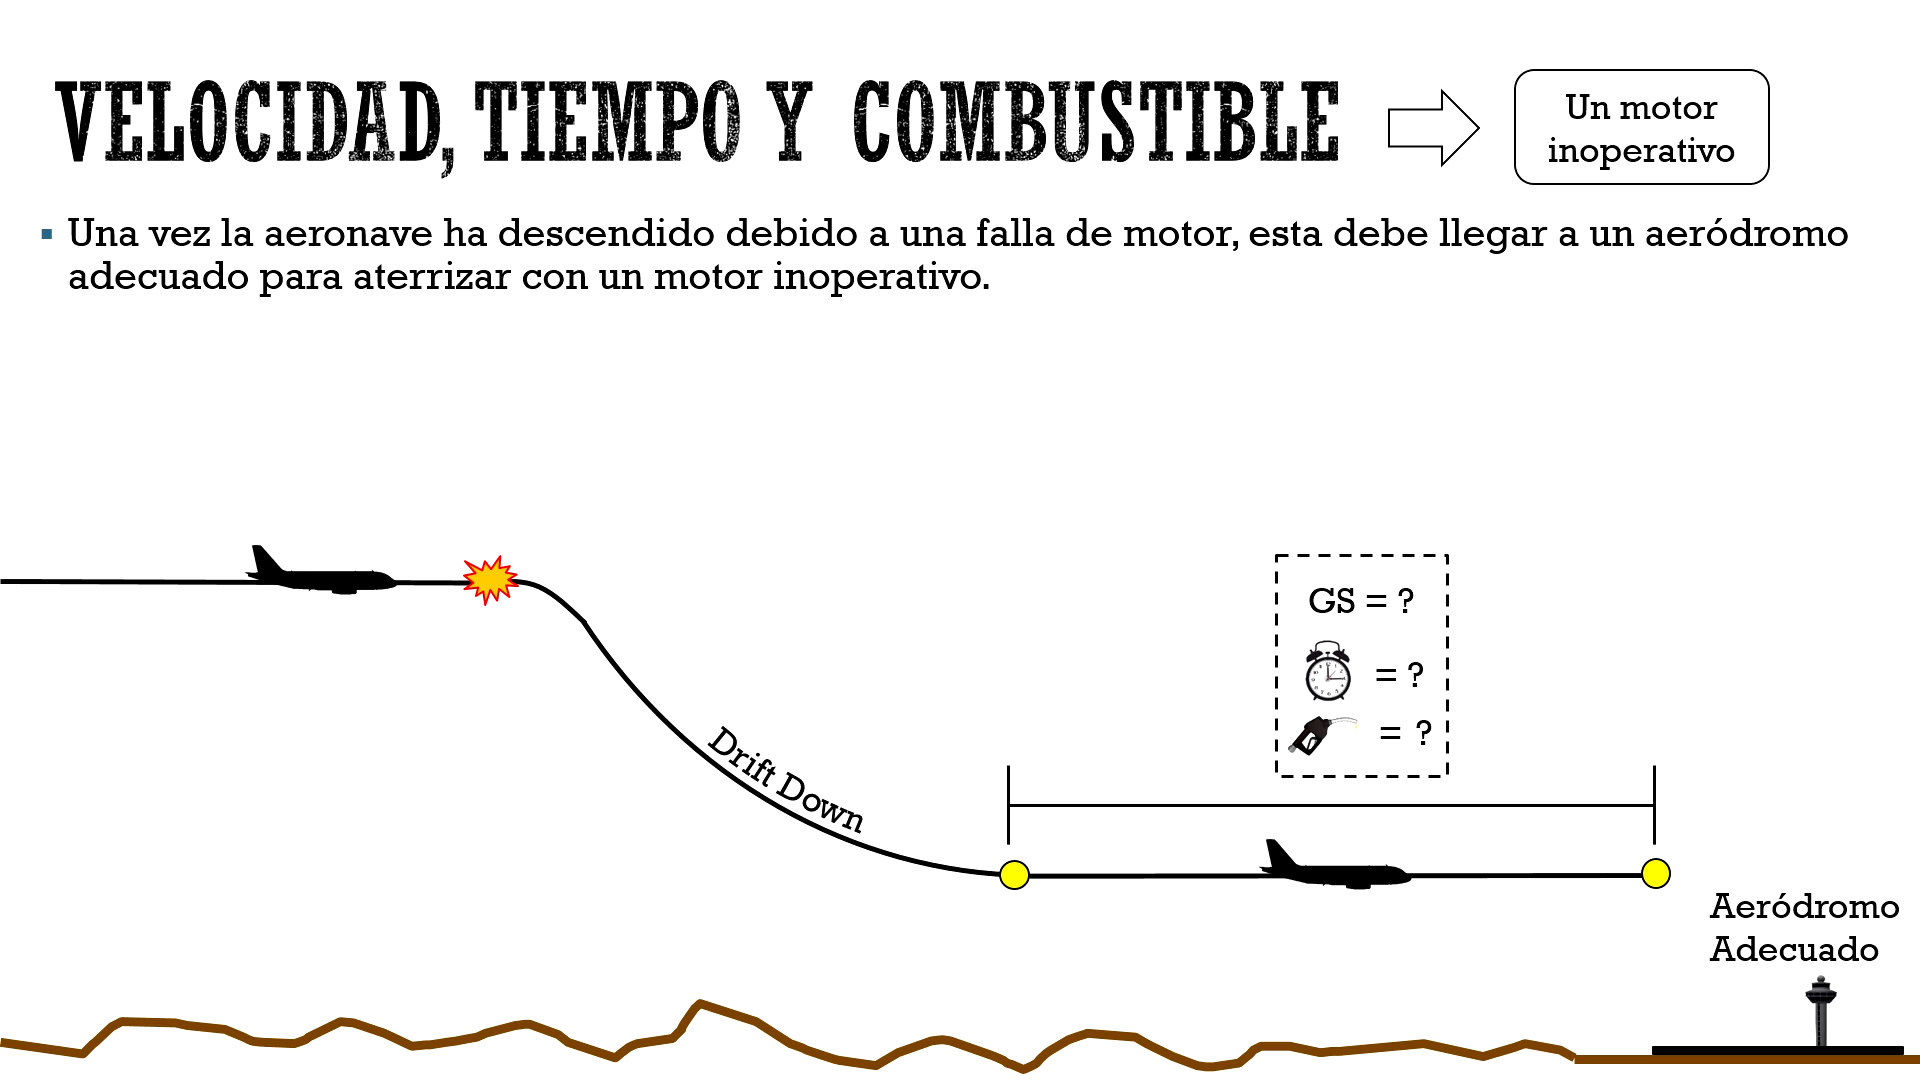 VELOCIDAD, TIEMPO Y COMBUSTIBLE
Un motor
inoperativo
Una vez la aeronave ha descendido debido a una falla de motor, esta debe llegar a un aeródromo
adecuado para aterrizar con un motor inoperativo.
GS = ?
= ?
= ?
Drift Down
Aeródromo
Adecuado